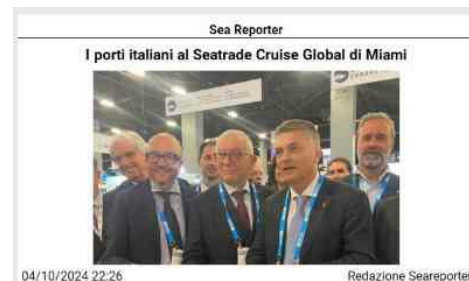 Sea Reporter
I porti italiani al Seatrade Cruise Global di Miami
04/10/2024 22:26
Redazione Seareporter